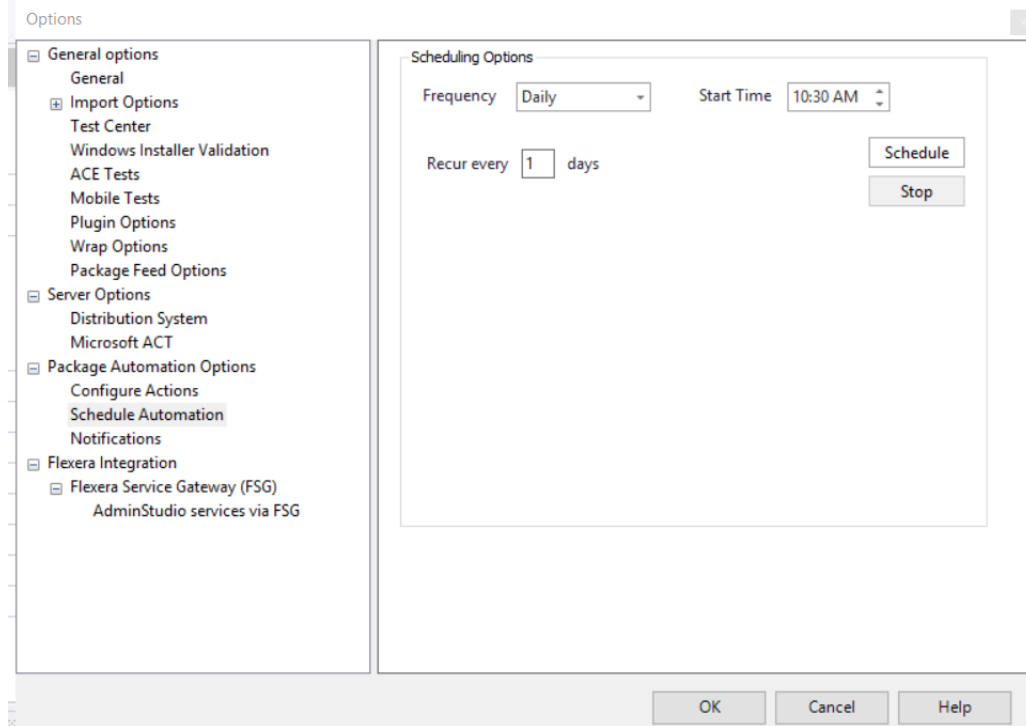 Options
General options
General
Import Options
Test Center
Windows Installer Validation
ACE Tests
Mobile Tests
Plugin Options
Wrap Options
Package Feed Options
Server Options
Distribution System
Microsoft ACT
Package Automation Options
Configure Actions
Schedule Automation
Notifications
Flexera Integration
Flexera Service Gateway (FSG)
AdminStudio services via FSG
Scheduling Options
Frequency Daily Start Time 10:30 AM
Recur every 1 days
Schedule
Stop
OK Cancel Help